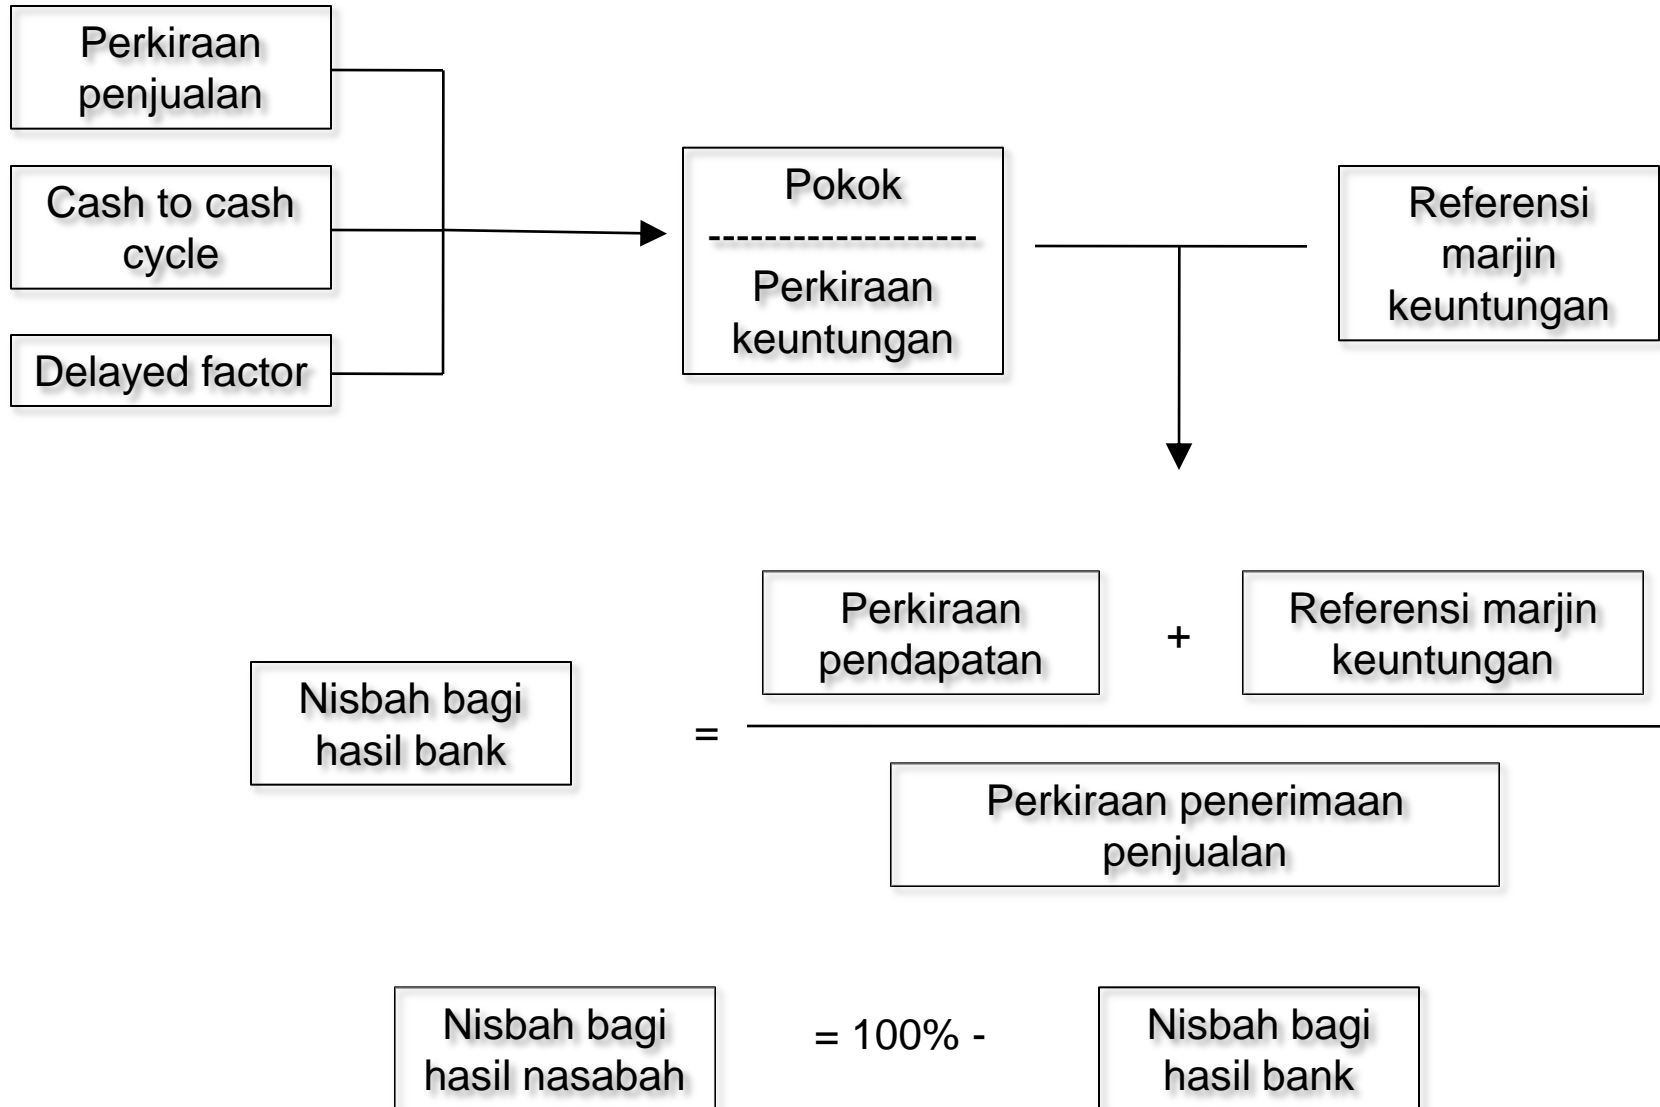 Perkiraan
penjualan
Cash to cash
cycle
Delayed factor
Pokok
-------------------
Perkiraan
keuntungan
Referensi
marjin
keuntungan
Nisbah bagi
hasil bank
=
Perkiraan
pendapatan
+
Referensi marjin
keuntungan
Perkiraan penerimaan
penjualan
Nisbah bagi
hasil nasabah
= 100% -
Nisbah bagi
hasil bank